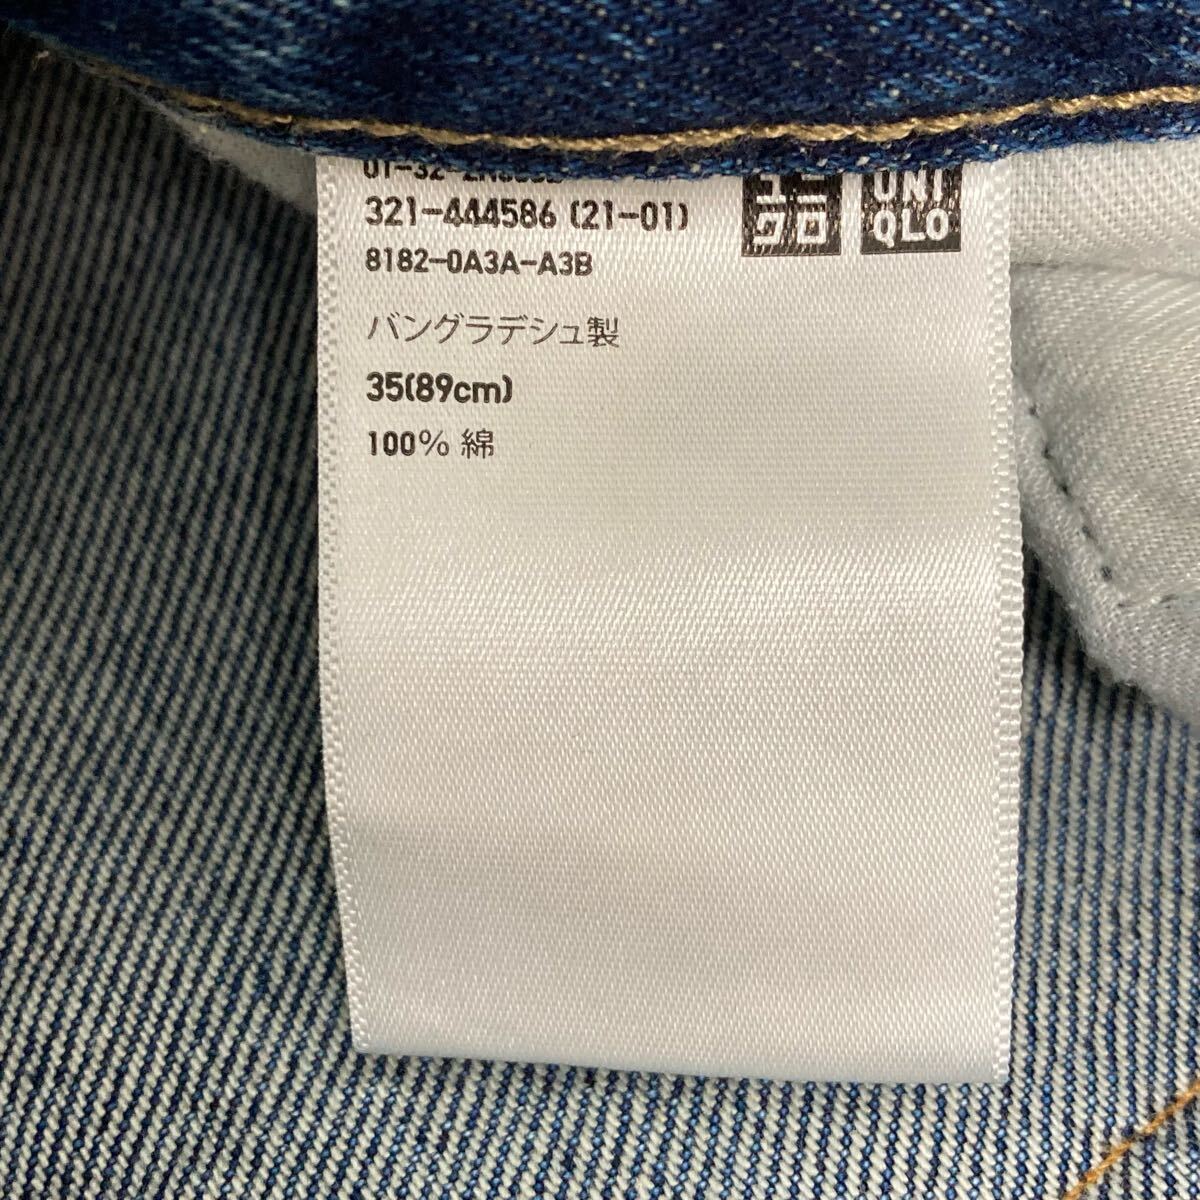 321-444586 (21-01)
8182-0A3A-A3B
バングラデシュ製
35(89cm)
100% 綿
ユニ
クロ
UNI
QLO